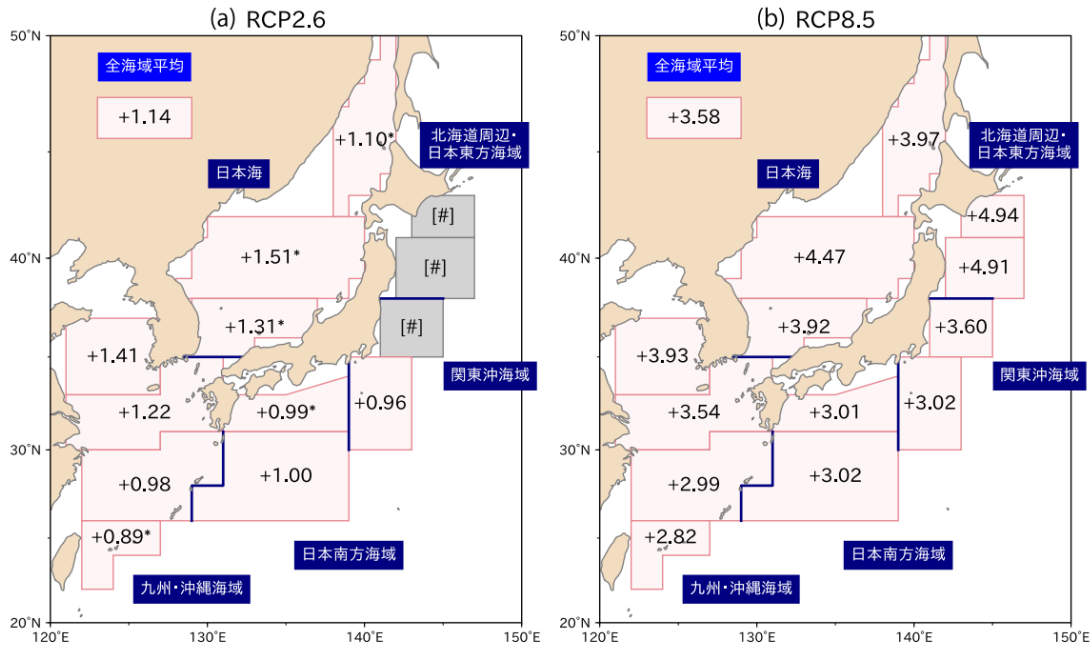 (a) RCP2.6
50°N
40°N
30°N
20°N
120°E
130°E
140°E
150°E
全海域平均
+1.14
北海道周辺・
日本東方海域
日本海
+1.10*
[#]
+1.51*
[#]
+1.31*
[#]
+1.41
関東沖海域
+1.22
+0.99*
+0.96
+0.98
+1.00
+0.89*
日本南方海域
九州・沖縄海域
(b) RCP8.5
50°N
40°N
30°N
20°N
120°E
130°E
140°E
150°E
全海域平均
+3.58
北海道周辺・
日本東方海域
日本海
+3.97
+4.94
+4.47
+4.91
+3.92
+3.60
+3.93
関東沖海域
+3.54
+3.01
+3.02
+2.99
+3.02
+2.82
日本南方海域
九州・沖縄海域